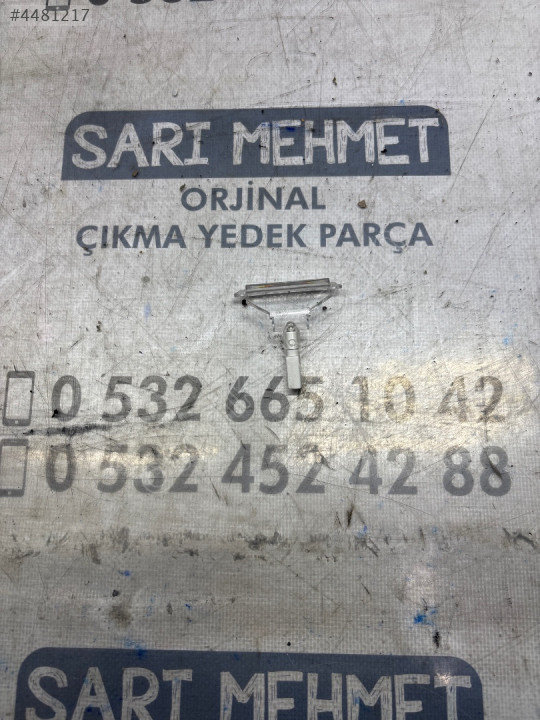 #4481217
SARI MEHMET
ORJİNAL
ÇIKMA YEDEK PARÇA
0 532 665 10 42
0 532 452 42 88
SARI MEHMET